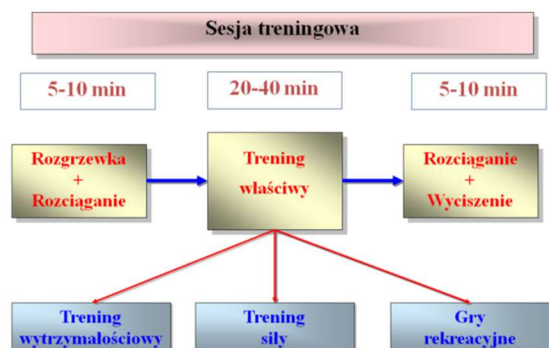 Sesja treningowa
5-10 min
20-40 min
5-10 min
Rozgrzewka
+
Rozciąganie
Trening
właściwy
Rozciąganie
+
Wyciszenie
Trening
wytrzymałościowy
Trening
siły
Gry
rekreacyjne